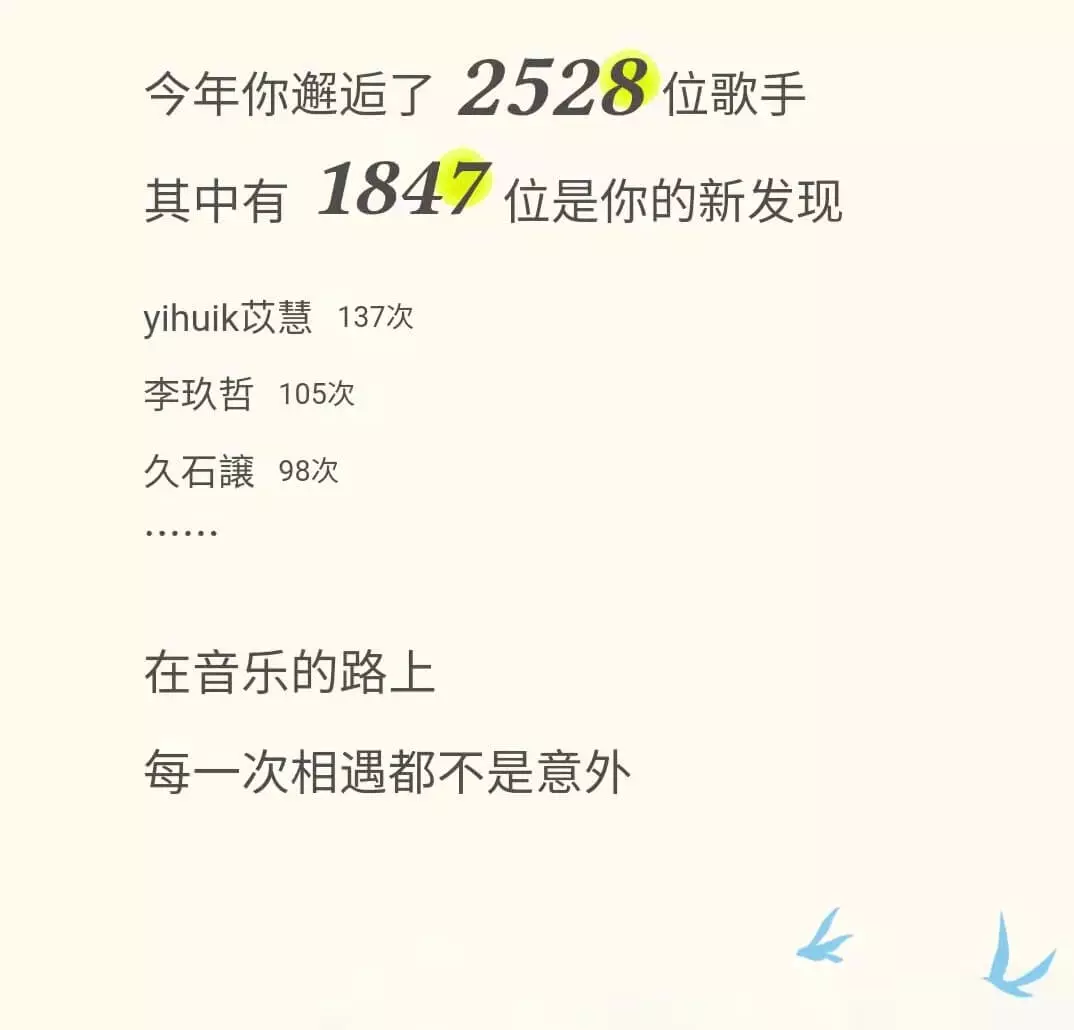 今年你邂逅了 2528 位歌手
其中有 1847 位是你的新发现
yihuik苡慧 137次
李玖哲 105次
久石譲 98次
……
在音乐的路上
每一次相遇都不是意外